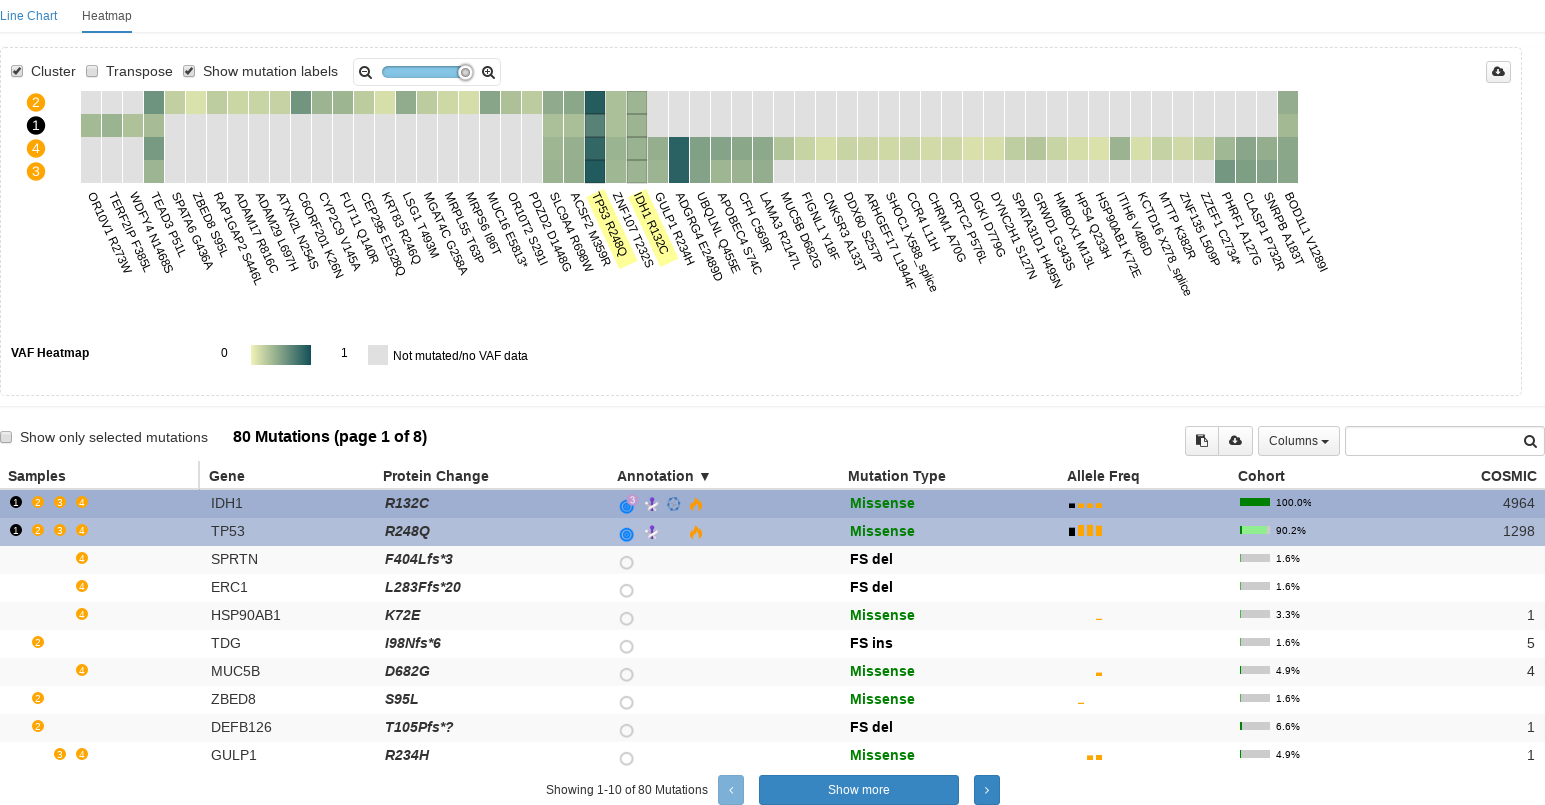 Line Chart Heatmap
Cluster Transpose Show mutation labels
2
1
4
3
OR10V1 R273W
TERF2IP F385L
WDFY4 N1468S
TEAD3 P51L
SPATA6 G436A
ZBED8 S95L
RAP1GAP2 S446L
ADAM17 R816C
ADAM29 L697H
ATXN2L N254S
C6ORF201 K26N
CYP2C9 V145A
FUT11 Q140R
CEP295 E1528Q
KRT83 R246Q
LSG1 T493M
MGAT4C G258A
MRPL55 T63P
MRPS6 I86T
MUC16 E5813*
OR10T2 S291I
PDZD2 D1448G
SLC9A4 R698W
ACSF2 M359R
TP53 R248Q
ZNF107 T232S
IDH1 R132C
GULP1 R234H
ADGRG4 E2489D
UBQLNL Q455E
APOBEC4 S74C
CFH C569R
LAMA3 R2147L
MUC5B D682G
FIGNL1 Y18F
CNKSR3 A133T
DDX60 S257P
ARHGEF17 L1944F
SHOC1 X598_splice
CCR4 L11H
CHRM1 A70G
CRTC2 P576L
DGKI D779G
DYNC2H1 S127N
SPATA31D1 H495N
GRWD1 G343S
HMBOX1 M13L
HPS4 Q233H
HSP90AB1 K72E
ITIH6 V486D
KCTD16 X278_splice
MTTP K382R
ZNF135 L509P
ZZEF1 C2734*
PHRF1 A127G
CLASP1 P732R
SNRPB A183T
BOD1L1 V1289I
VAF Heatmap 0 1 Not mutated/no VAF data
Show only selected mutations 80 Mutations (page 1 of 8) Columns
Samples Gene Protein Change Annotation ▼ Mutation Type Allele Freq Cohort COSMIC
1 2 3 4 IDH1 R132C 3 Missense 100.0% 4964
1 2 3 4 TP53 R248Q Missense 90.2% 1298
4 SPRTN F404Lfs*3 FS del 1.6%
4 ERC1 L283Ffs*20 FS del 1.6%
4 HSP90AB1 K72E Missense 3.3% 1
2 TDG I98Nfs*6 FS ins 1.6% 5
4 MUC5B D682G Missense 4.9% 4
2 ZBED8 S95L Missense 1.6%
2 DEFB126 T105Pfs*? FS del 6.6% 1
3 4 GULP1 R234H Missense 4.9% 1
Showing 1-10 of 80 Mutations ‹ Show more ›